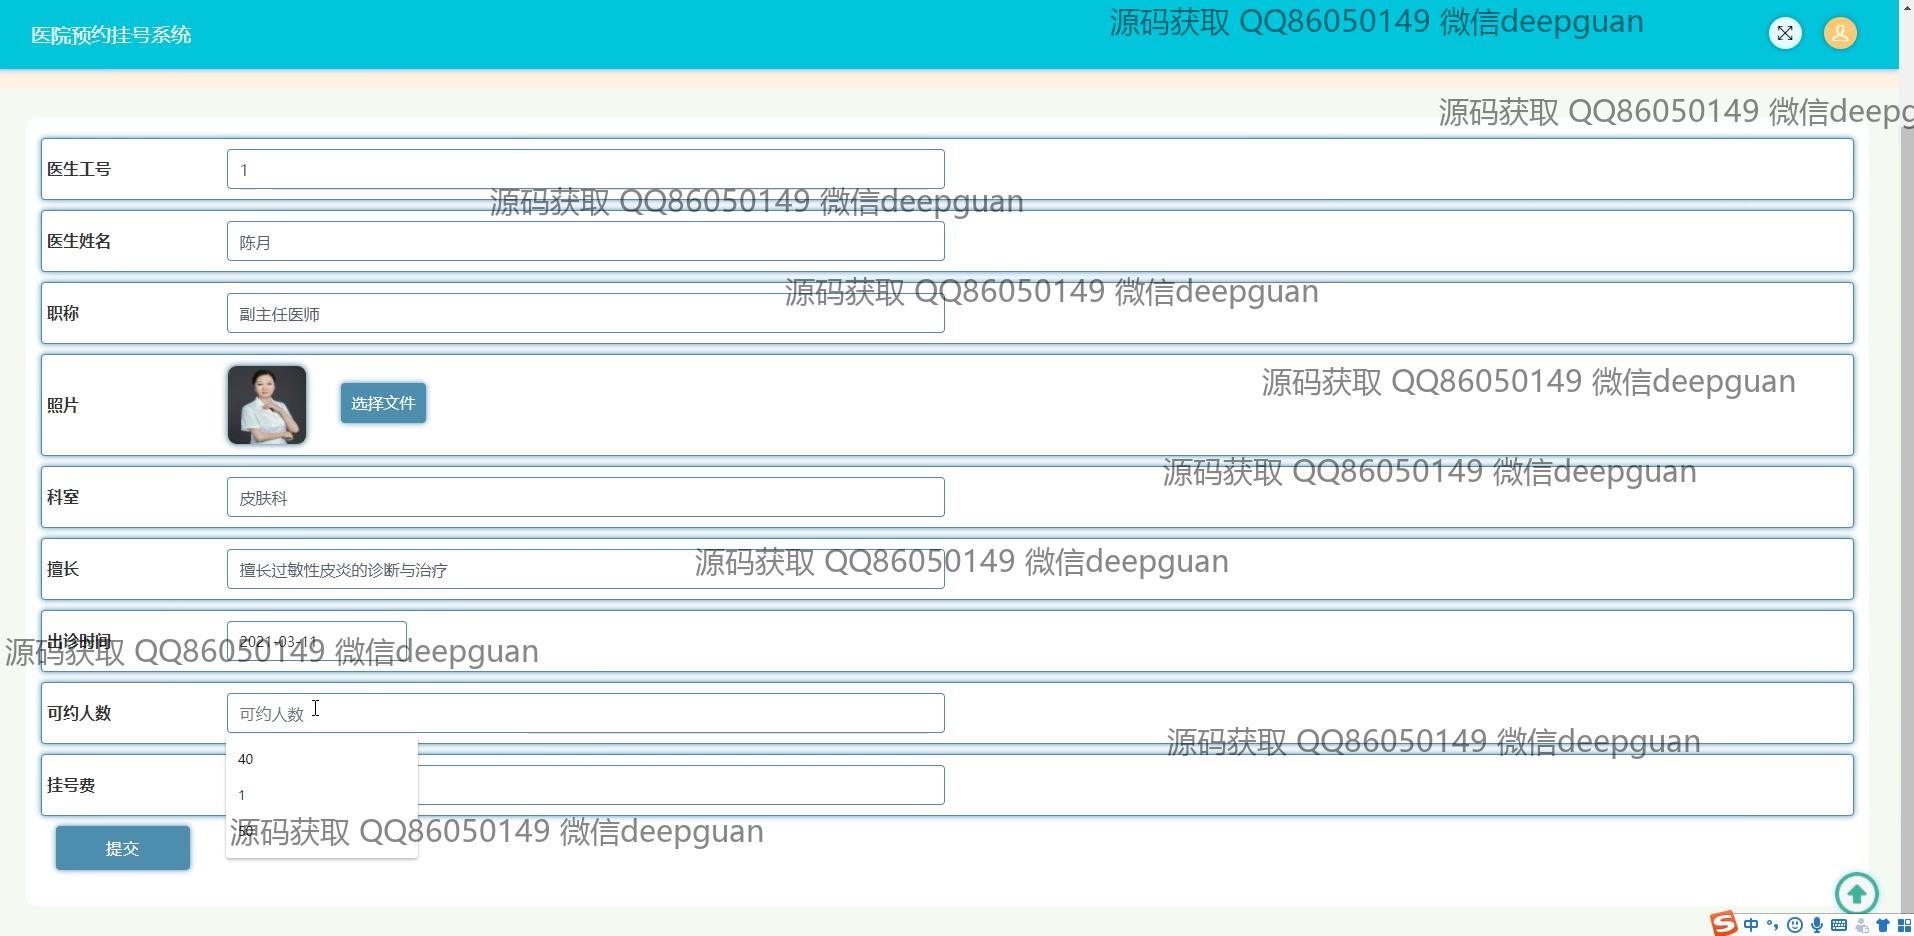 医院预约挂号系统
源码获取 QQ86050149 微信deepguan
源码获取 QQ86050149 微信deepg
医生工号
1
源码获取 QQ86050149 微信deepguan
医生姓名
陈月
源码获取 QQ86050149 微信deepguan
职称
副主任医师
源码获取 QQ86050149 微信deepguan
照片
选择文件
源码获取 QQ86050149 微信deepguan
科室
皮肤科
源码获取 QQ86050149 微信deepguan
擅长
擅长过敏性皮炎的诊断与治疗
出诊时间
2021-03-11
源码获取 QQ86050149 微信deepguan
可约人数
可约人数
源码获取 QQ86050149 微信deepguan
40
挂号费
1
50
源码获取 QQ86050149 微信deepguan
提交
中